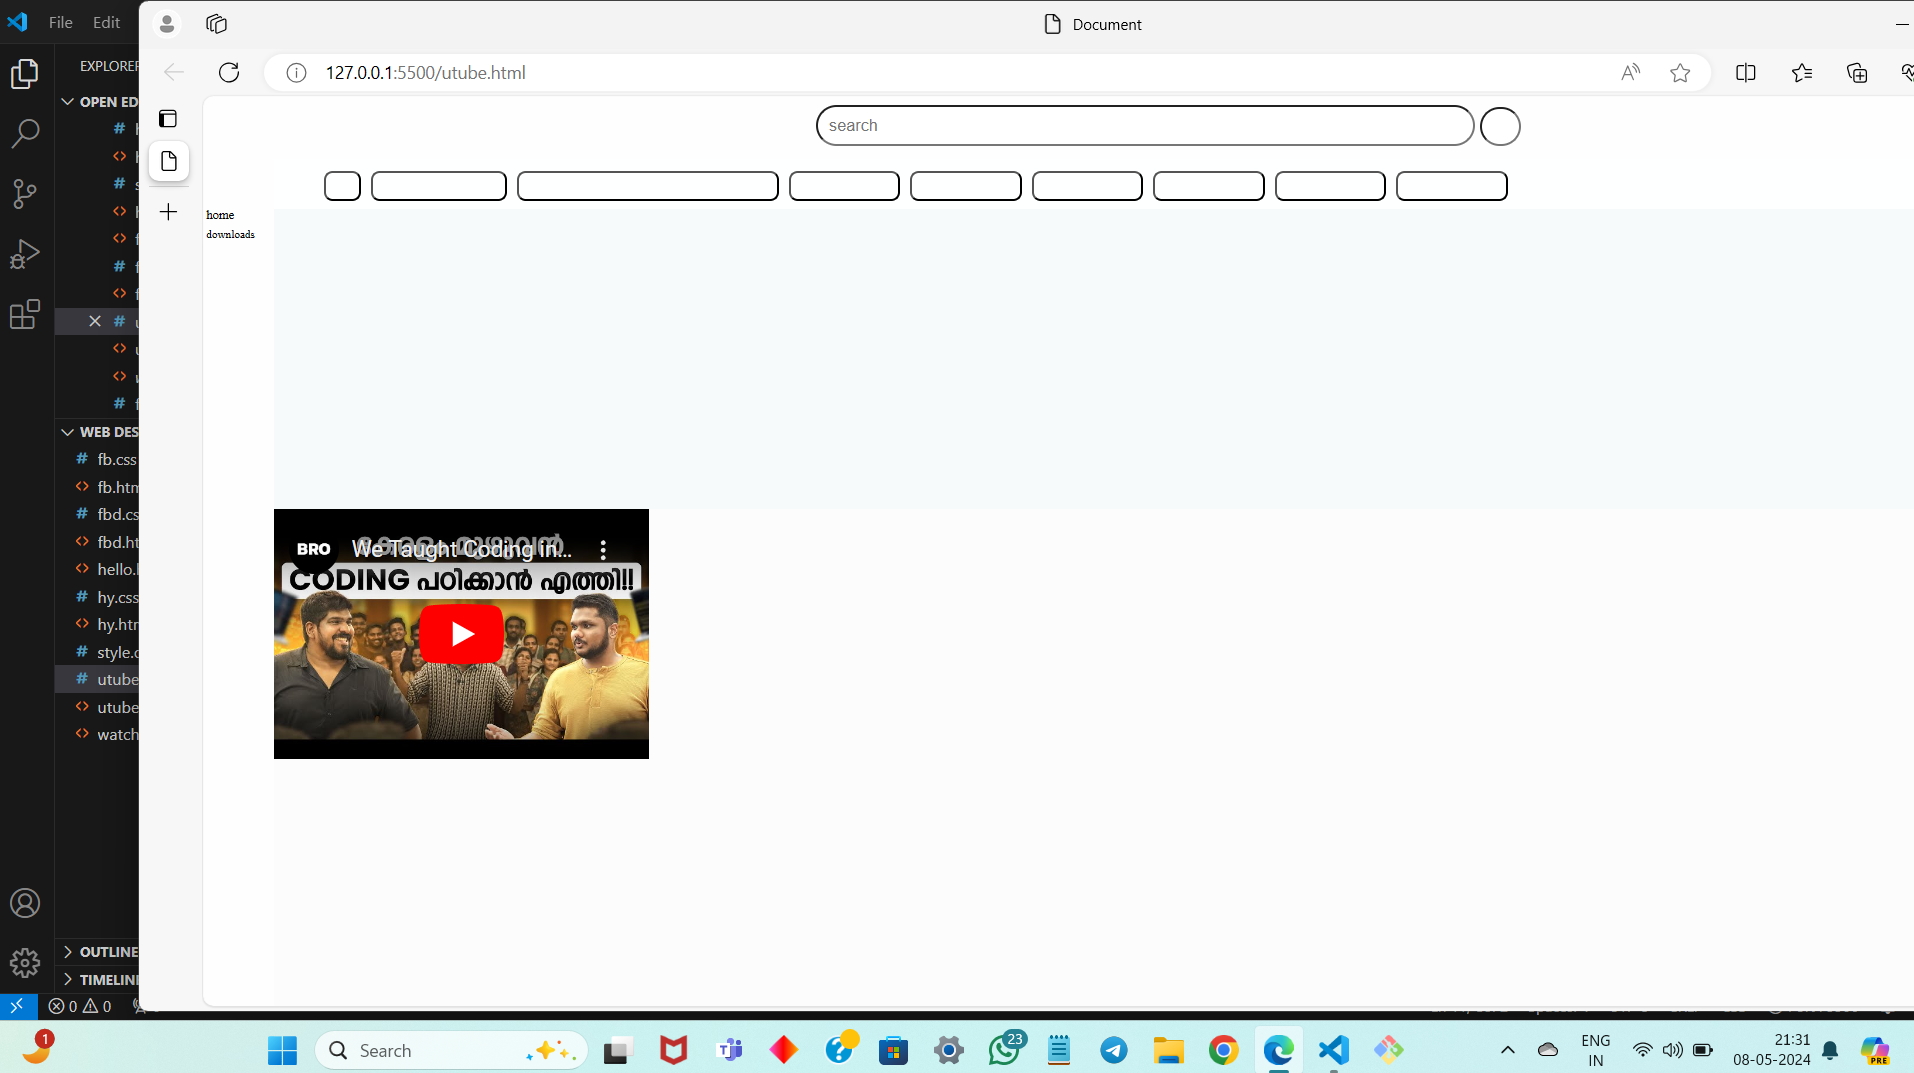 File Edit
Document
EXPLORER
127.0.0.1:5500/utube.html
OPEN ED
search
home
downloads
WEB DES
fb.css
fb.htm
fbd.cs
fbd.ht
hello.
hy.css
hy.htm
style.c
utube
utube
watch
BRO We Taught Coding in...
കേരളം മുഴുവൻ
CODING പഠിക്കാൻ എത്തി!!
OUTLINE
TIMELINE
0 0
1
Search
23
ENG
IN
21:31
08-05-2024
PRE